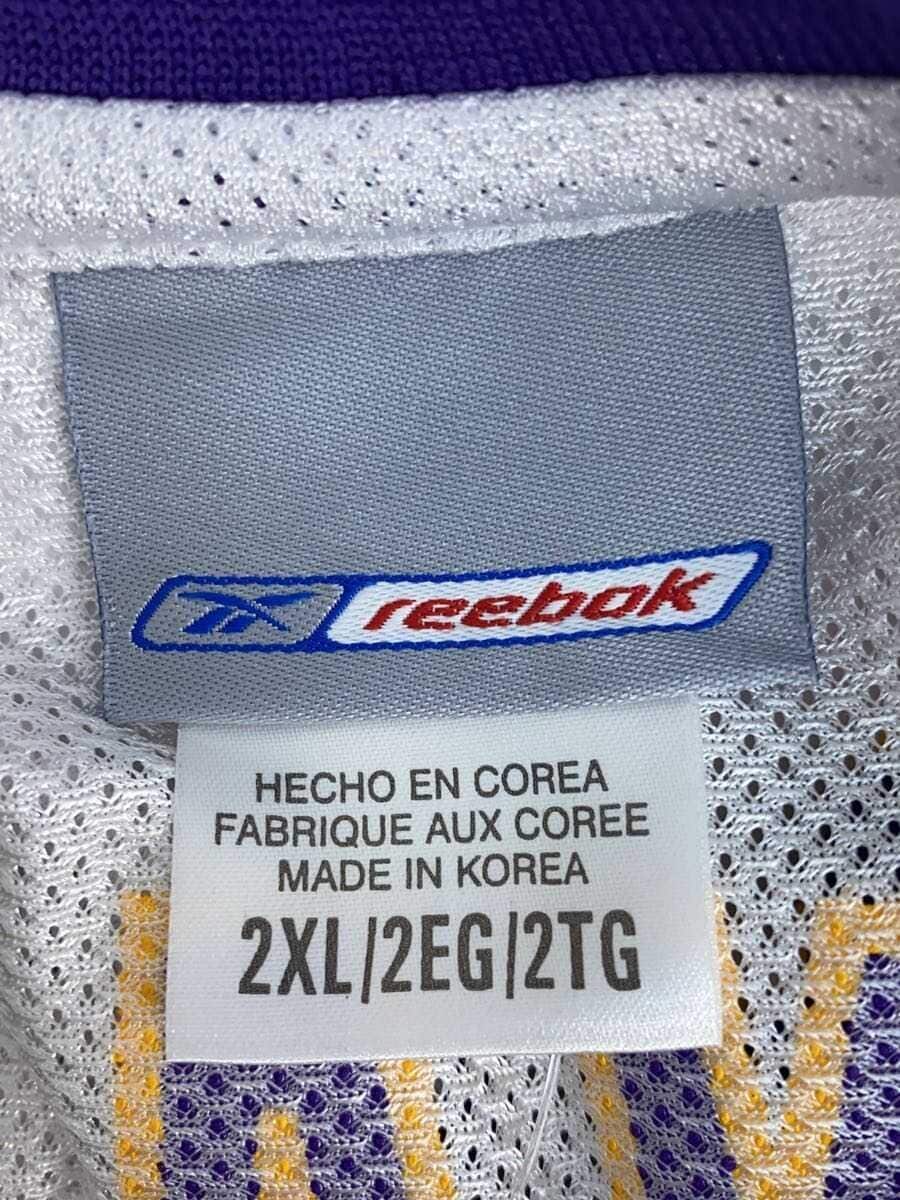 reebok
HECHO EN COREA
FABRIQUE AUX COREE
MADE IN KOREA
2XL/2EG/2TG